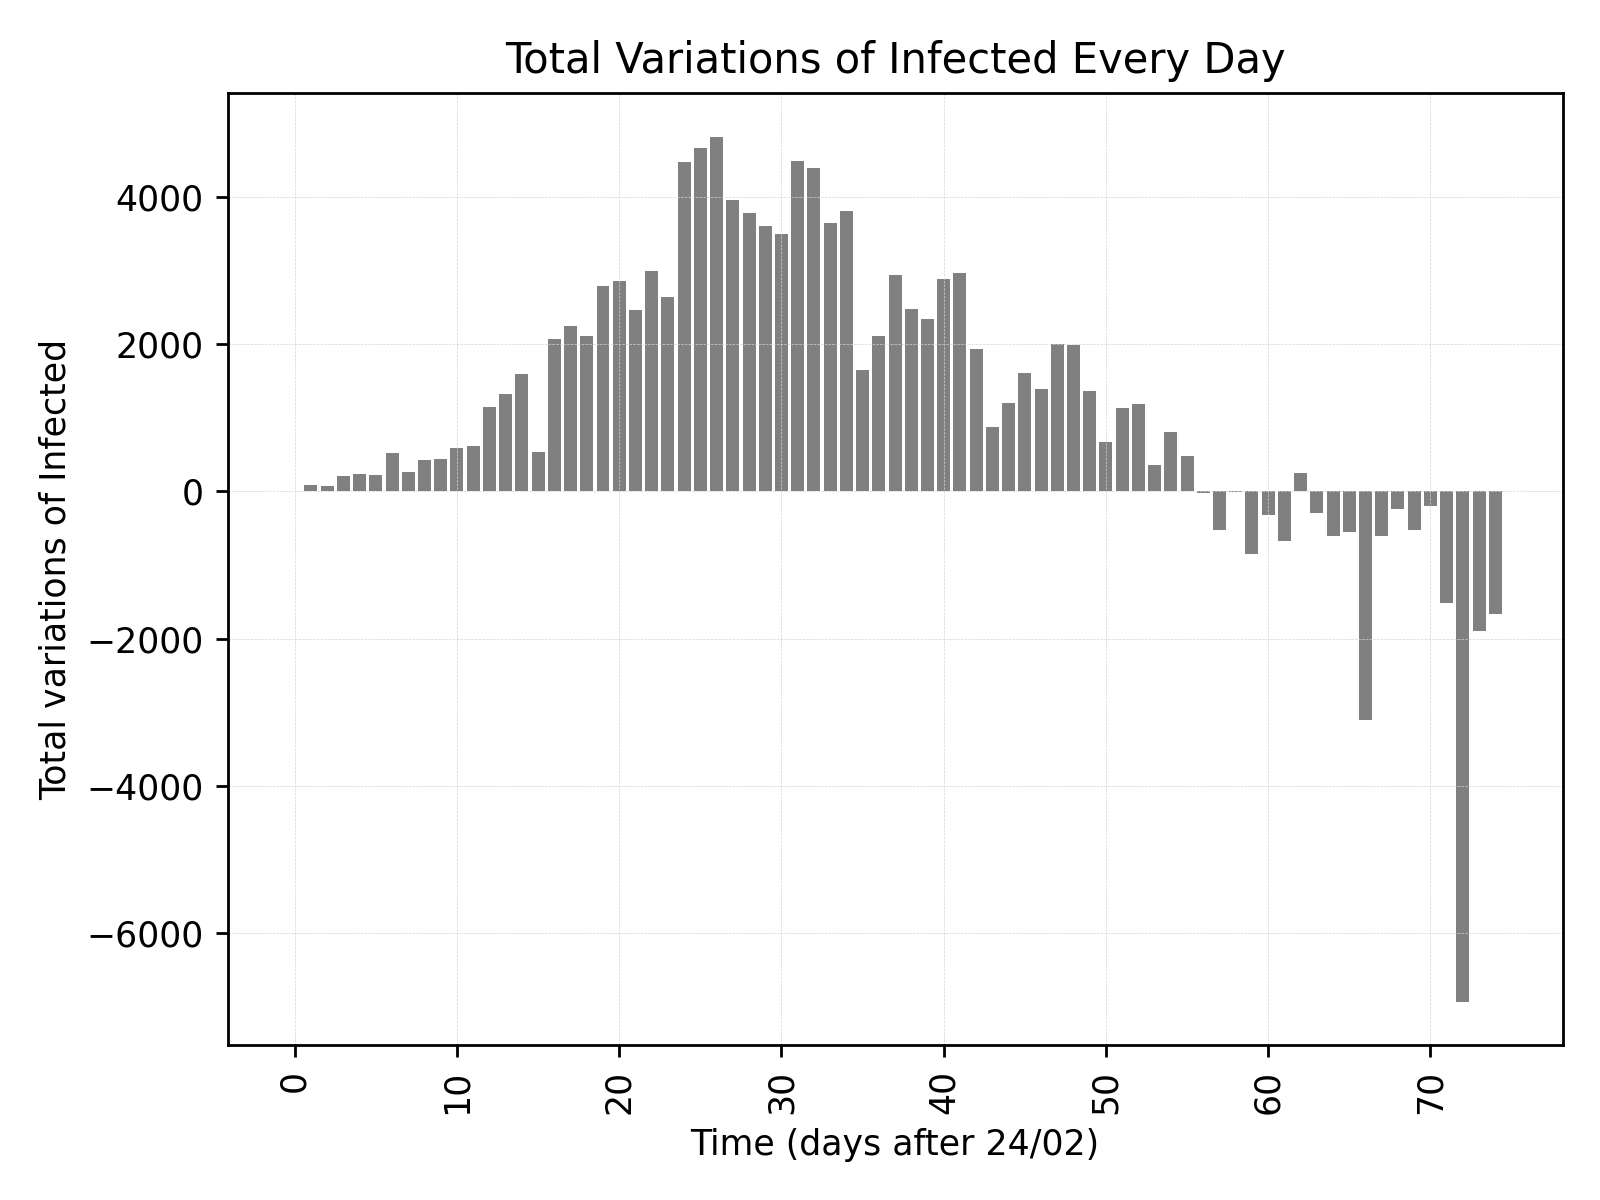 Total Variations of Infected Every Day
Total variations of Infected
4000
2000
0
−2000
−4000
−6000
0 10 20 30 40 50 60 70
Time (days after 24/02)